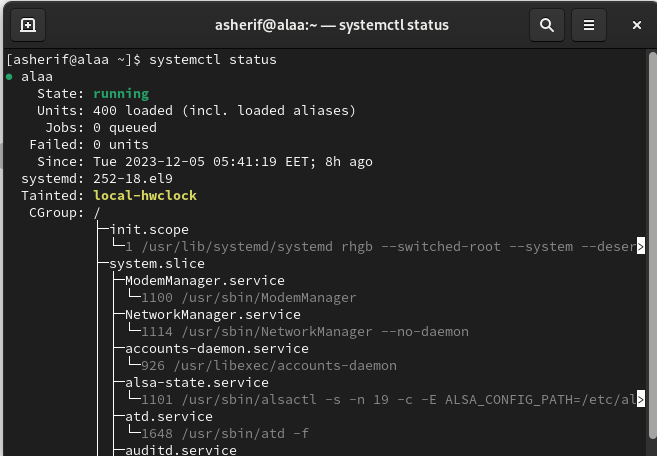 asherif@alaa:~ — systemctl status
[asherif@alaa ~]$ systemctl status
● alaa
State: running
Units: 400 loaded (incl. loaded aliases)
Jobs: 0 queued
Failed: 0 units
Since: Tue 2023-12-05 05:41:19 EET; 8h ago
systemd: 252-18.el9
Tainted: local-hwclock
CGroup: /
├─init.scope
│ └─1 /usr/lib/systemd/systemd rhgb --switched-root --system --deser>
├─system.slice
├─ModemManager.service
│ └─1100 /usr/sbin/ModemManager
├─NetworkManager.service
│ └─1114 /usr/sbin/NetworkManager --no-daemon
├─accounts-daemon.service
│ └─926 /usr/libexec/accounts-daemon
├─alsa-state.service
│ └─1101 /usr/sbin/alsactl -s -n 19 -c -E ALSA_CONFIG_PATH=/etc/al>
├─atd.service
│ └─1648 /usr/sbin/atd -f
├─auditd.service